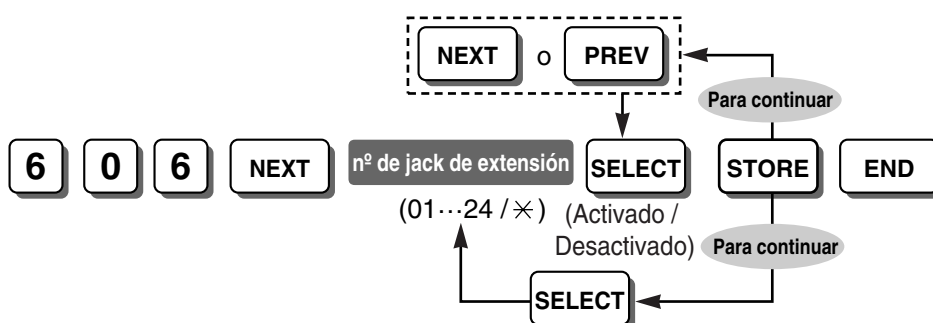 NEXT o PREV
Para continuar
6 0 6 NEXT nº de jack de extensión SELECT STORE END
(01···24 / ✳) (Activado /
Desactivado) Para continuar
SELECT